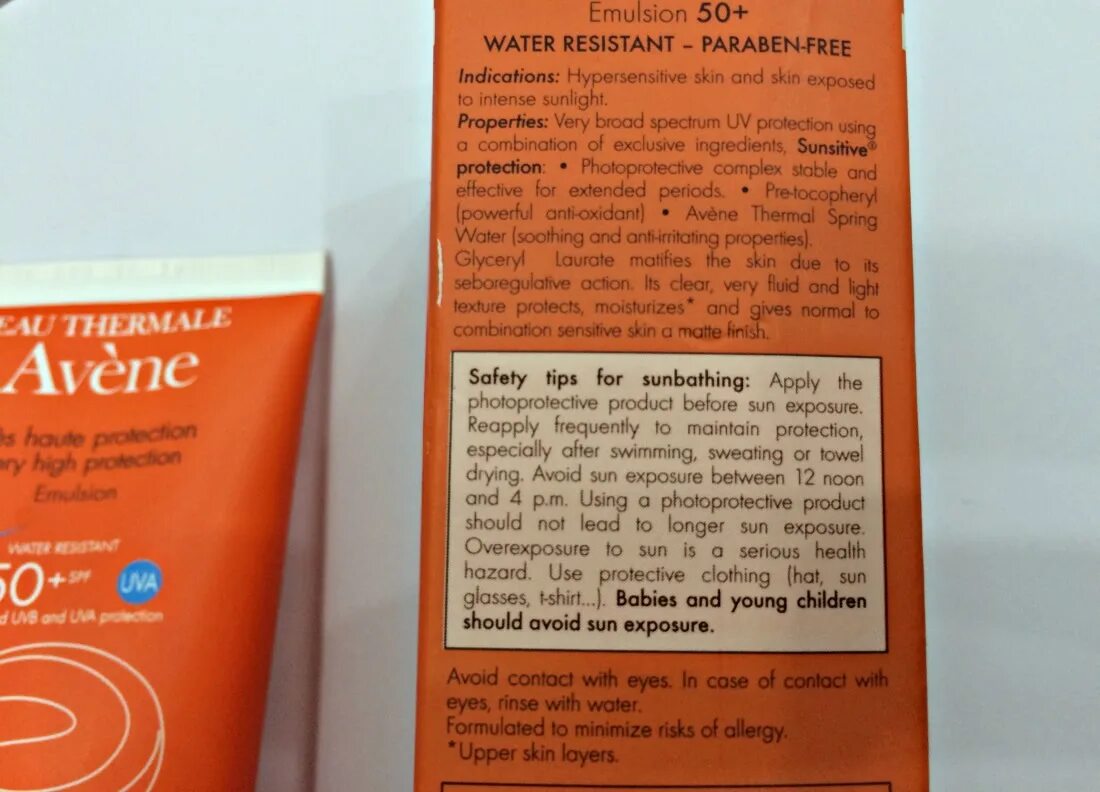 EAU THERMALE
Avène
haute protection
high protection
Emulsion
WATER RESISTANT
50+ SPF
UVA
UVB and UVA protection
Emulsion 50+
WATER RESISTANT – PARABEN-FREE
Indications: Hypersensitive skin and skin exposed
to intense sunlight.
Properties: Very broad spectrum UV protection using
a combination of exclusive ingredients, Sunsitive®
protection: • Photoprotective complex stable and
effective for extended periods. • Pre-tocopheryl
(powerful anti-oxidant) • Avène Thermal Spring
Water (soothing and anti-irritating properties).
Glyceryl Laurate matifies the skin due to its
seboregulative action. Its clear, very fluid and light
texture protects, moisturizes* and gives normal to
combination sensitive skin a matte finish.
Safety tips for sunbathing: Apply the
photoprotective product before sun exposure.
Reapply frequently to maintain protection,
especially after swimming, sweating or towel
drying. Avoid sun exposure between 12 noon
and 4 p.m. Using a photoprotective product
should not lead to longer sun exposure.
Overexposure to sun is a serious health
hazard. Use protective clothing (hat, sun
glasses, t-shirt...). Babies and young children
should avoid sun exposure.
Avoid contact with eyes. In case of contact with
eyes, rinse with water.
Formulated to minimize risks of allergy.
*Upper skin layers.